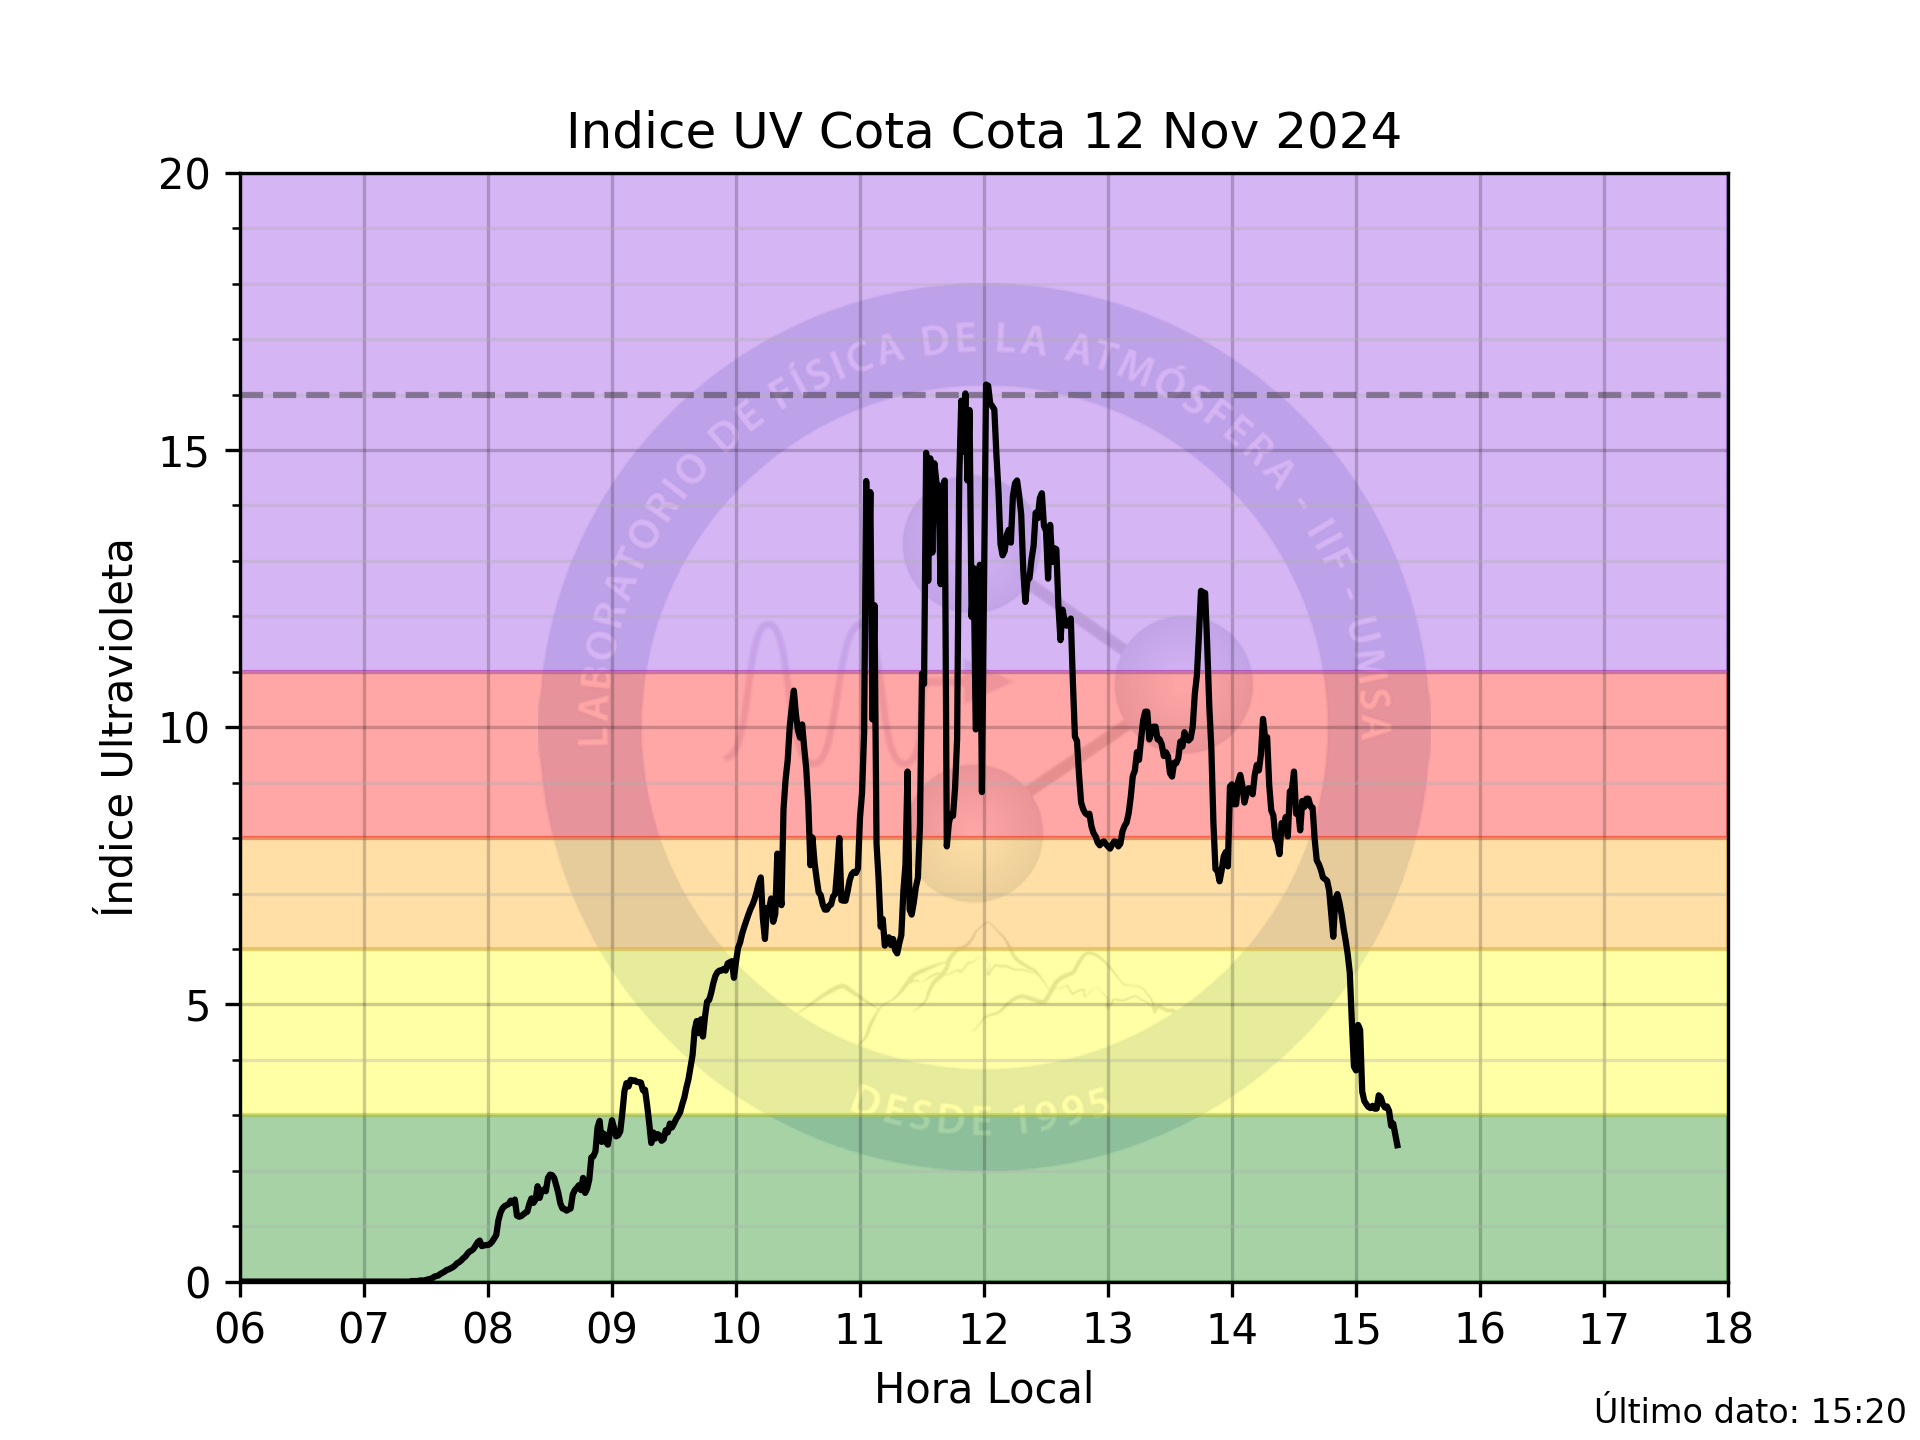 Indice UV Cota Cota 12 Nov 2024
20
15
10
5
0
Índice Ultravioleta
LABORATORIO DE FÍSICA DE LA ATMÓSFERA - IIF - UMSA
DESDE 1995
06 07 08 09 10 11 12 13 14 15 16 17 18
Hora Local
Último dato: 15:20